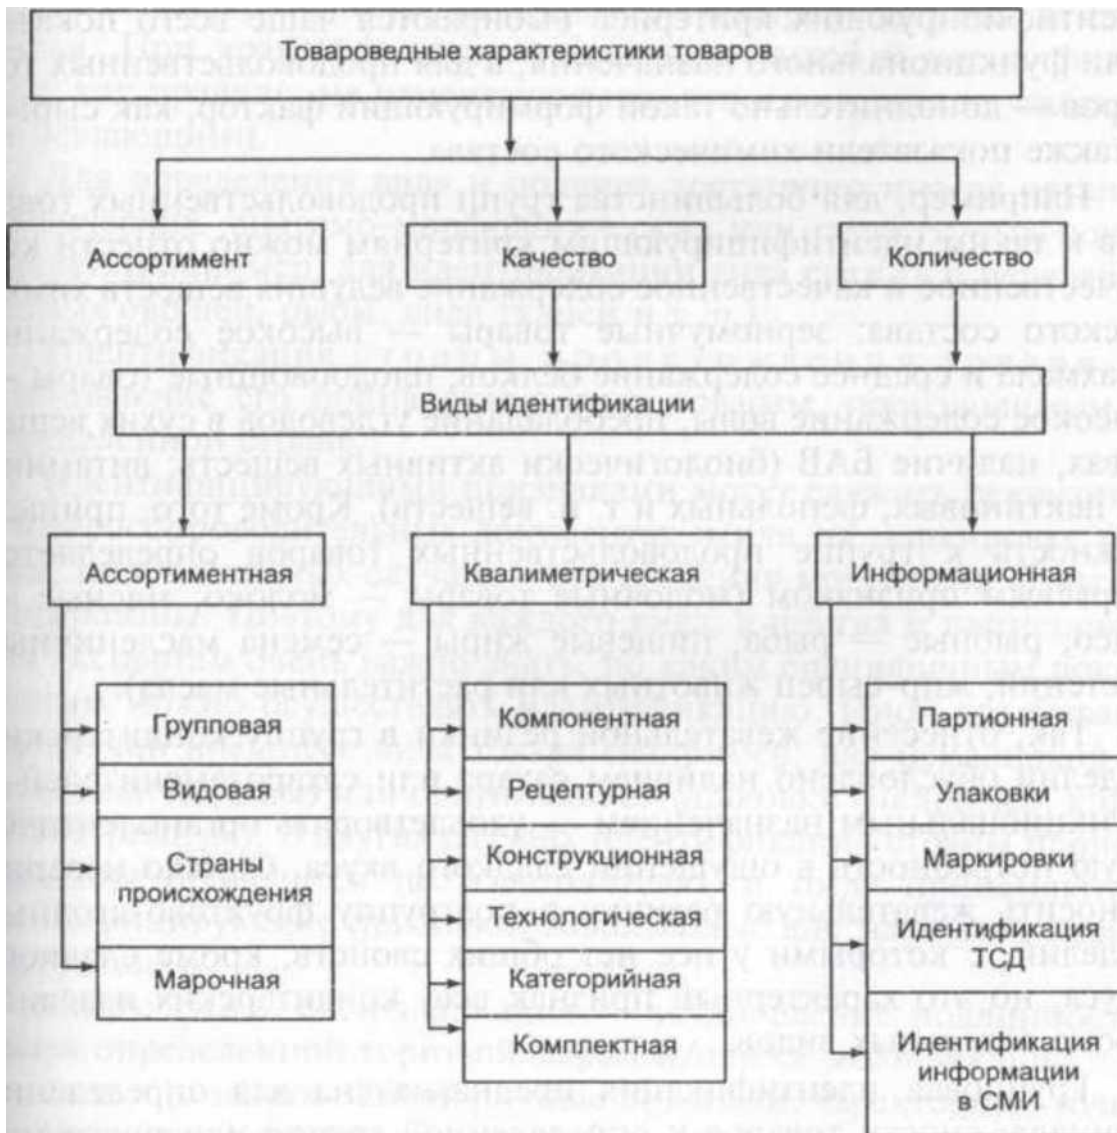 Товароведные характеристики товаров
Ассортимент
Качество
Количество
Виды идентификации
Ассортиментная
Квалиметрическая
Информационная
Групповая
Видовая
Страны
происхождения
Марочная
Компонентная
Рецептурная
Конструкционная
Технологическая
Категорийная
Комплектная
Партионная
Упаковки
Маркировки
Идентификация
ТСД
Идентификация
информации
в СМИ